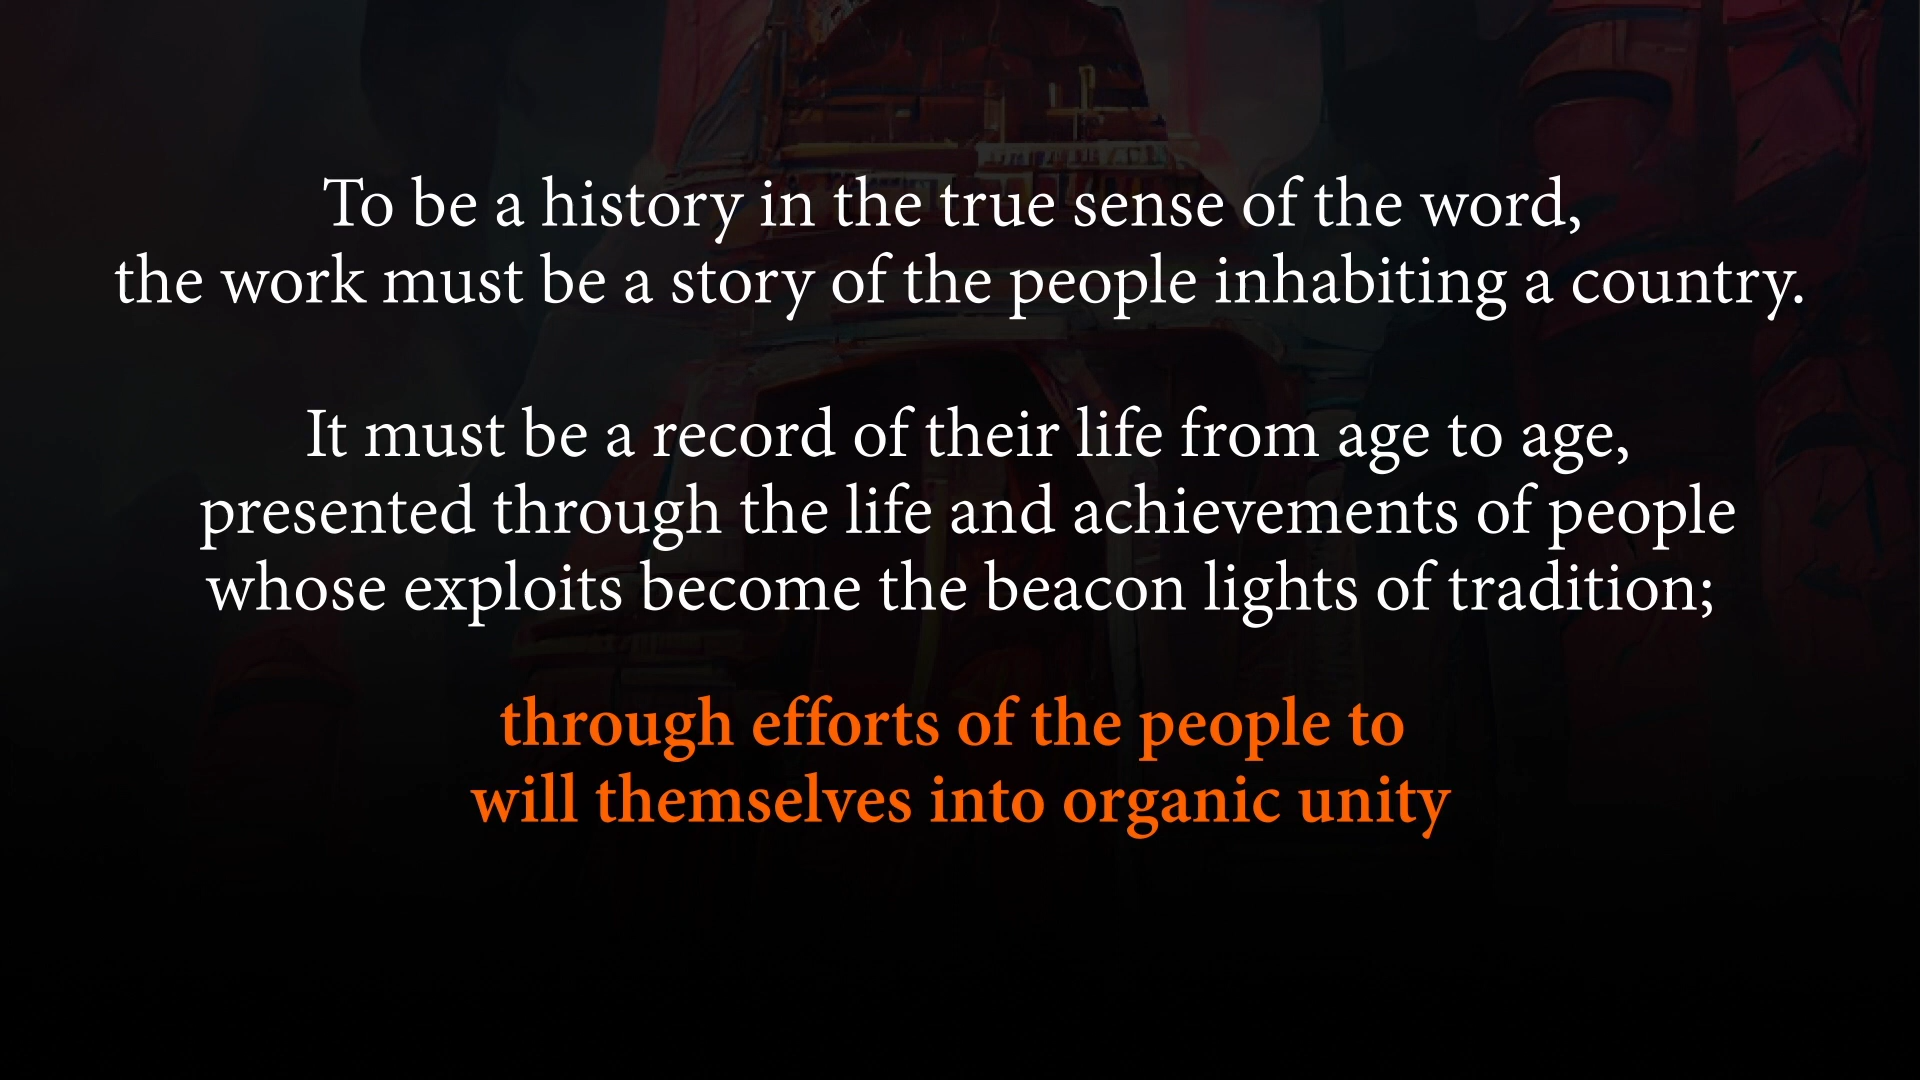 To be a history in the true sense of the word,
the work must be a story of the people inhabiting a country.
It must be a record of their life from age to age,
presented through the life and achievements of people
whose exploits become the beacon lights of tradition;
through efforts of the people to
will themselves into organic unity